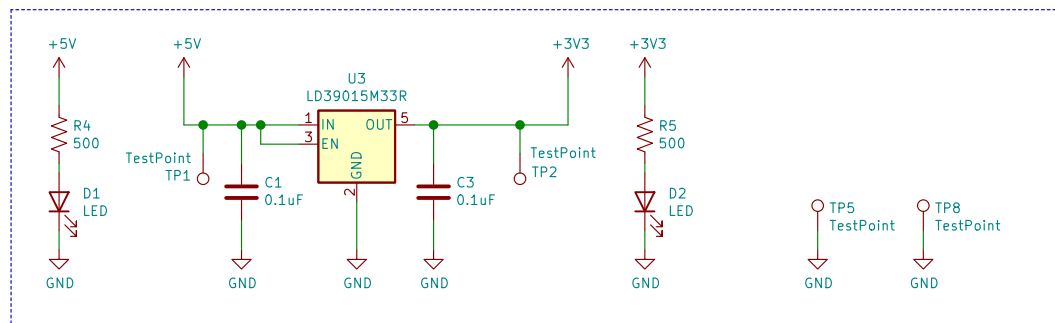 +5V
+5V
+3V3
+3V3
U3
LD39015M33R
R4
500
1
IN
OUT
5
3
EN
GND
2
R5
500
TestPoint
TP1
TestPoint
TP2
D1
LED
C1
0.1uF
C3
0.1uF
D2
LED
TP5
TestPoint
TP8
TestPoint
GND
GND
GND
GND
GND
GND
GND